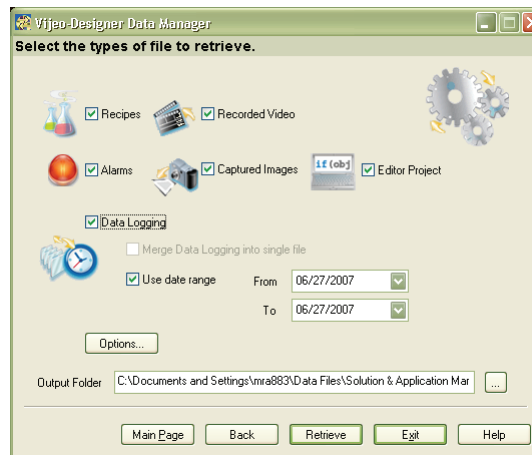 Vijeo-Designer Data Manager
Select the types of file to retrieve.
Recipes
Recorded Video
Alarms
Captured Images
if(obj
Editor Project
Data Logging
Merge Data Logging into single file
Use date range
From
06/27/2007
To
06/27/2007
Options...
Output Folder
C:\Documents and Settings\mra883\Data Files\Solution & Application Mar
...
Main Page
Back
Retrieve
Exit
Help